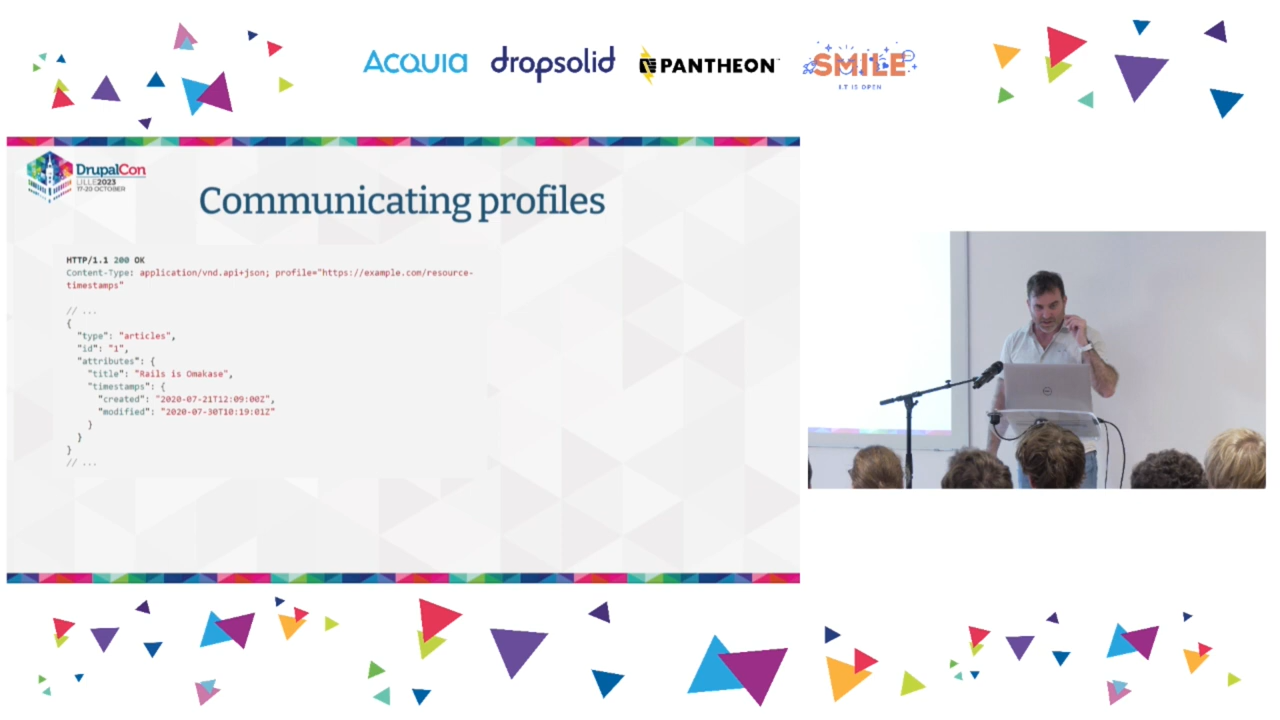 ACQUIA dropsolid PANTHEON SMILE
I.T IS OPEN
DrupalCon
LILLE2023
17-20 OCTOBER
Communicating profiles
HTTP/1.1 200 OK
Content-Type: application/vnd.api+json; profile="https://example.com/resource-
timestamps"
// ...
{
"type": "articles",
"id": "1",
"attributes": {
"title": "Rails is Omakase",
"timestamps": {
"created": "2020-07-21T12:09:00Z",
"modified": "2020-07-30T10:19:01Z"
}
}
}
// ...